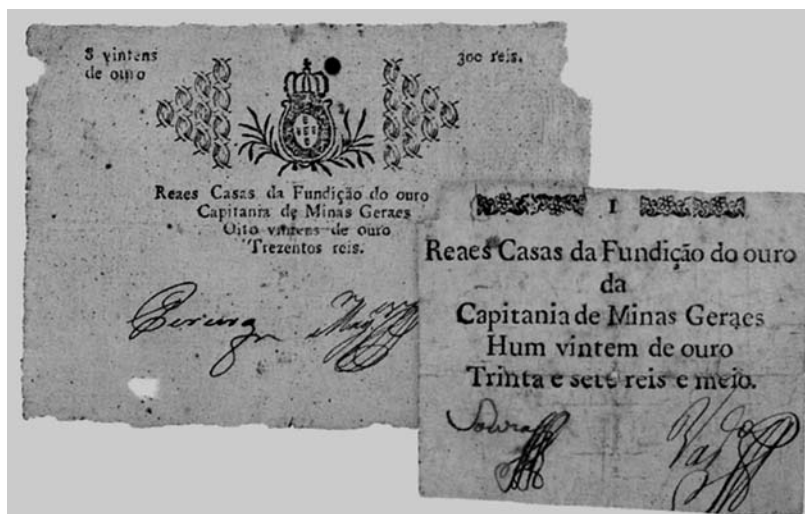 8 vintens
de ouro
300 reis.
Reaes Casas da Fundição do ouro
Capitania de Minas Geraes
Oito vintens de ouro
Trezentos reis.
I
Reaes Casas da Fundição do ouro
da
Capitania de Minas Geraes
Hum vintem de ouro
Trinta e sete reis e meio.